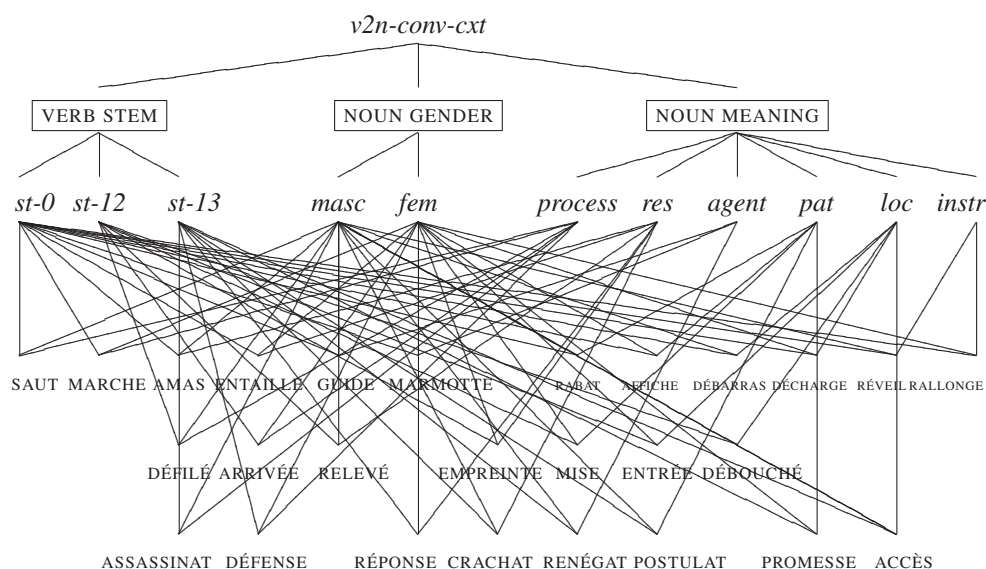 v2n-conv-cxt
VERB STEM NOUN GENDER NOUN MEANING
st-0 st-12 st-13 masc fem process res agent pat loc instr
SAUT MARCHE AMAS ENTAILLE GUIDE MARMOTTE RABAT AFFICHE DÉBARRAS DÉCHARGE RÉVEIL RALLONGE
DÉFILÉ ARRIVÉE RELEVÉ EMPREINTE MISE ENTRÉE DÉBOUCHÉ
ASSASSINAT DÉFENSE RÉPONSE CRACHAT RENÉGAT POSTULAT PROMESSE ACCÈS